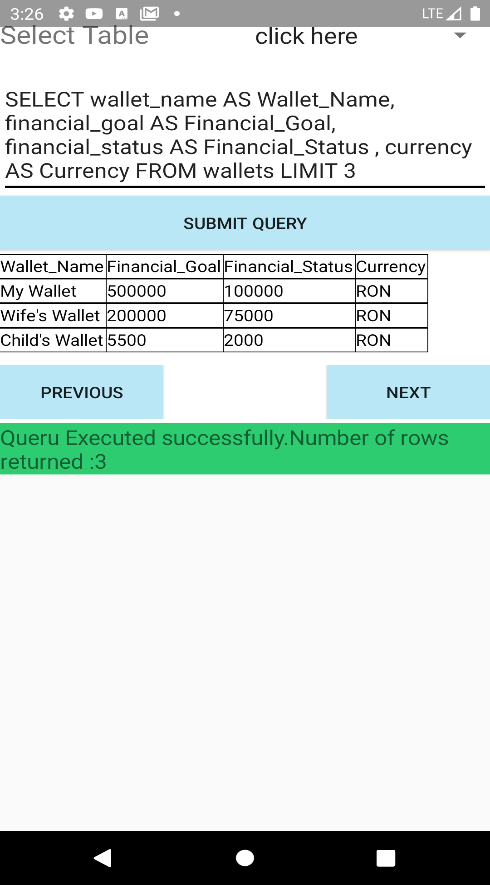 3:26 A LTE
Select Table click here
SELECT wallet_name AS Wallet_Name,
financial_goal AS Financial_Goal,
financial_status AS Financial_Status , currency
AS Currency FROM wallets LIMIT 3
SUBMIT QUERY
Wallet_Name Financial_Goal Financial_Status Currency
My Wallet 500000 100000 RON
Wife's Wallet 200000 75000 RON
Child's Wallet 5500 2000 RON
PREVIOUS NEXT
Queru Executed successfully.Number of rows
returned :3